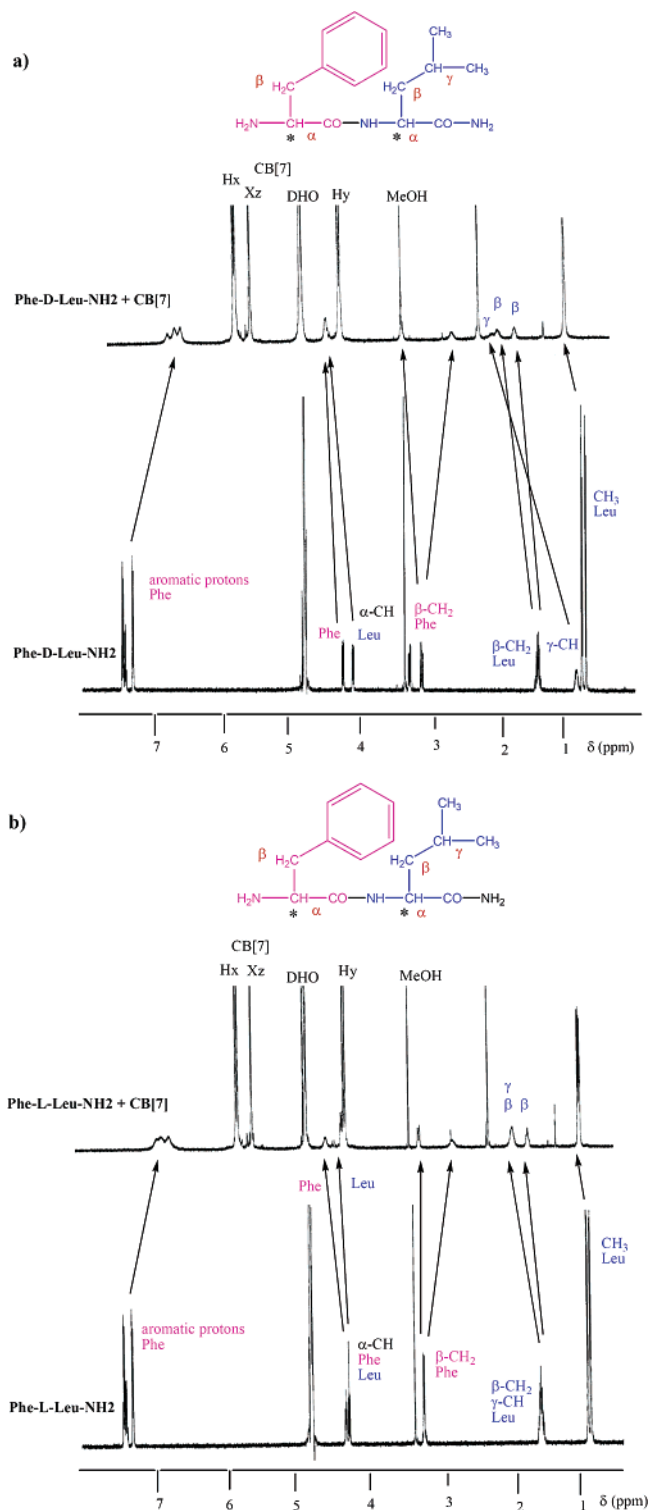 a)
CH₃
β
H₂C
CH
CH₃
γ
H₂C
β
H₂N
CH
CO
NH
CH
CO
NH₂
*
α
*
α
CB[7]
Hx
Xz
DHO
Hy
MeOH
Phe-D-Leu-NH2 + CB[7]
γ
β
β
CH₃
Leu
aromatic protons
Phe
α-CH
Phe
Leu
β-CH₂
Phe
β-CH₂
Leu
γ-CH
Phe-D-Leu-NH2
7 6 5 4 3 2 1 δ (ppm)
b)
CH₃
β
H₂C
CH
CH₃
γ
H₂C
β
H₂N
CH
CO
NH
CH
CO
NH₂
*
α
*
α
CB[7]
Hx
Xz
DHO
Hy
MeOH
Phe-L-Leu-NH2 + CB[7]
γ
β
β
Phe
Leu
CH₃
Leu
aromatic protons
Phe
α-CH
Phe
Leu
β-CH₂
Phe
β-CH₂
γ-CH
Leu
Phe-L-Leu-NH2
7 6 5 4 3 2 1 δ (ppm)